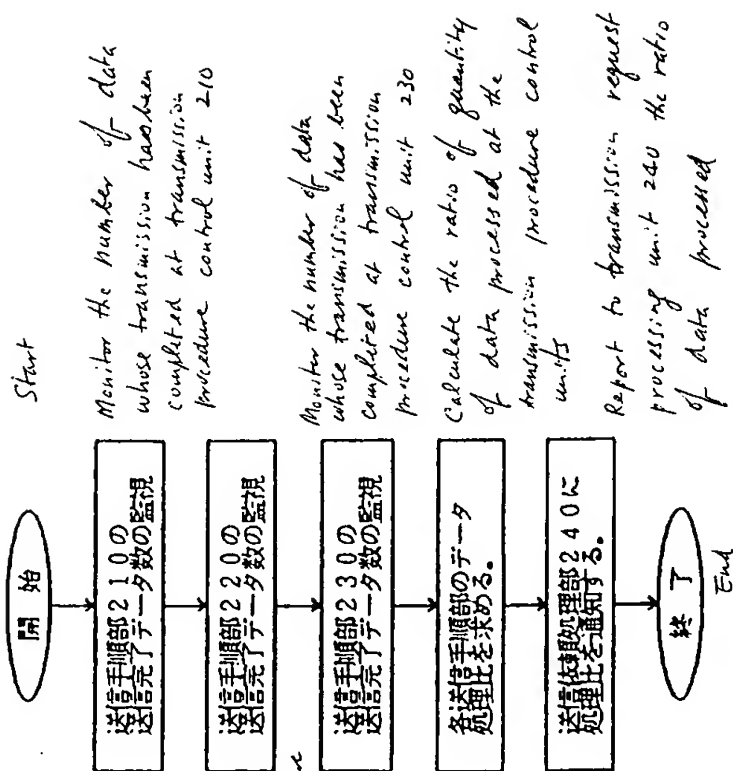 開始
Start
送信手順部210の
送信完了データ数の監視
Monitor the number of data
whose transmission has been
completed at transmission
procedure control unit 210
送信手順部220の
送信完了データ数の監視
送信手順部230の
送信完了データ数の監視
Monitor the number of data
whose transmission has been
completed at transmission
procedure control unit 230
各送信手順部のデータ
処理比を求める。
Calculate the ratio of quantity
of data processed at the
transmission procedure control
units
送信依頼処理部240に
処理比を通知する。
Report to transmission request
processing unit 240 the ratio
of data processed
終了
End